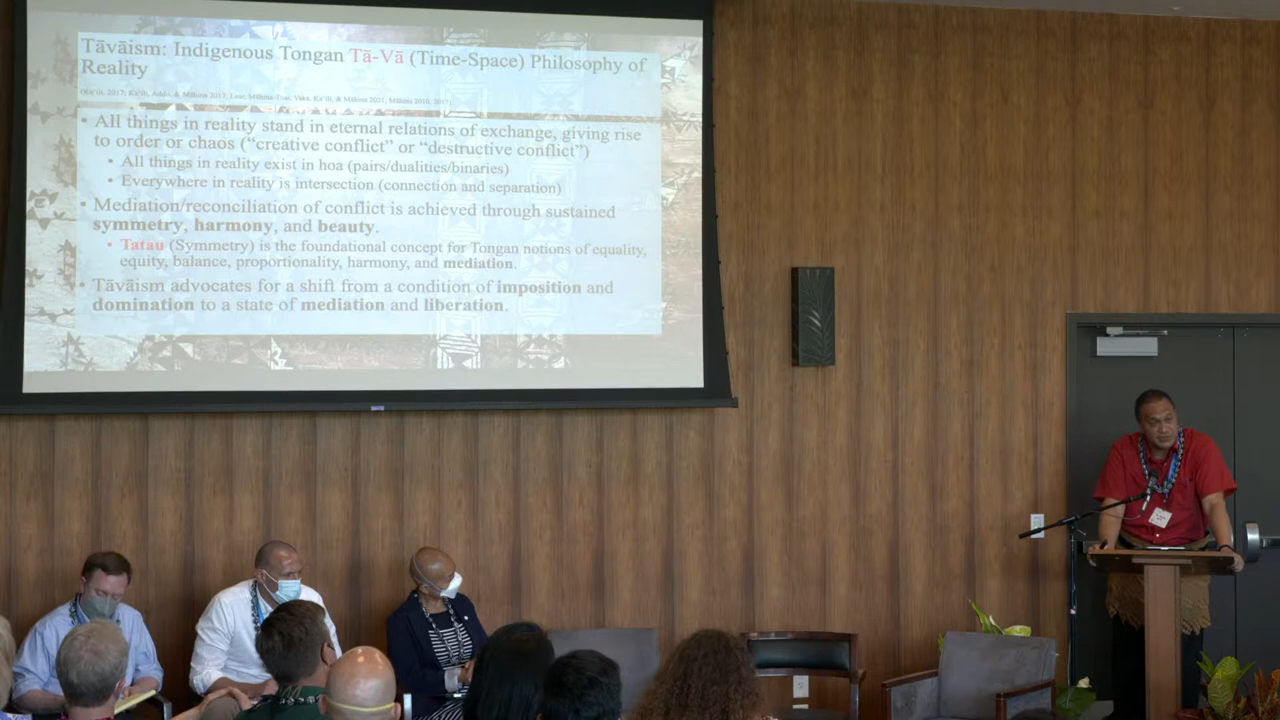 Tāvāism: Indigenous Tongan Tā-Vā (Time-Space) Philosophy of
Reality
All things in reality stand in eternal relations of exchange, giving rise
to order or chaos (“creative conflict” or “destructive conflict”)
All things in reality exist in hoa (pairs/dualities/binaries)
Everywhere in reality is intersection (connection and separation)
Mediation/reconciliation of conflict is achieved through sustained
symmetry, harmony, and beauty.
Tatau (Symmetry) is the foundational concept for Tongan notions of equality,
equity, balance, proportionality, harmony, and mediation.
Tāvāism advocates for a shift from a condition of imposition and
domination to a state of mediation and liberation.